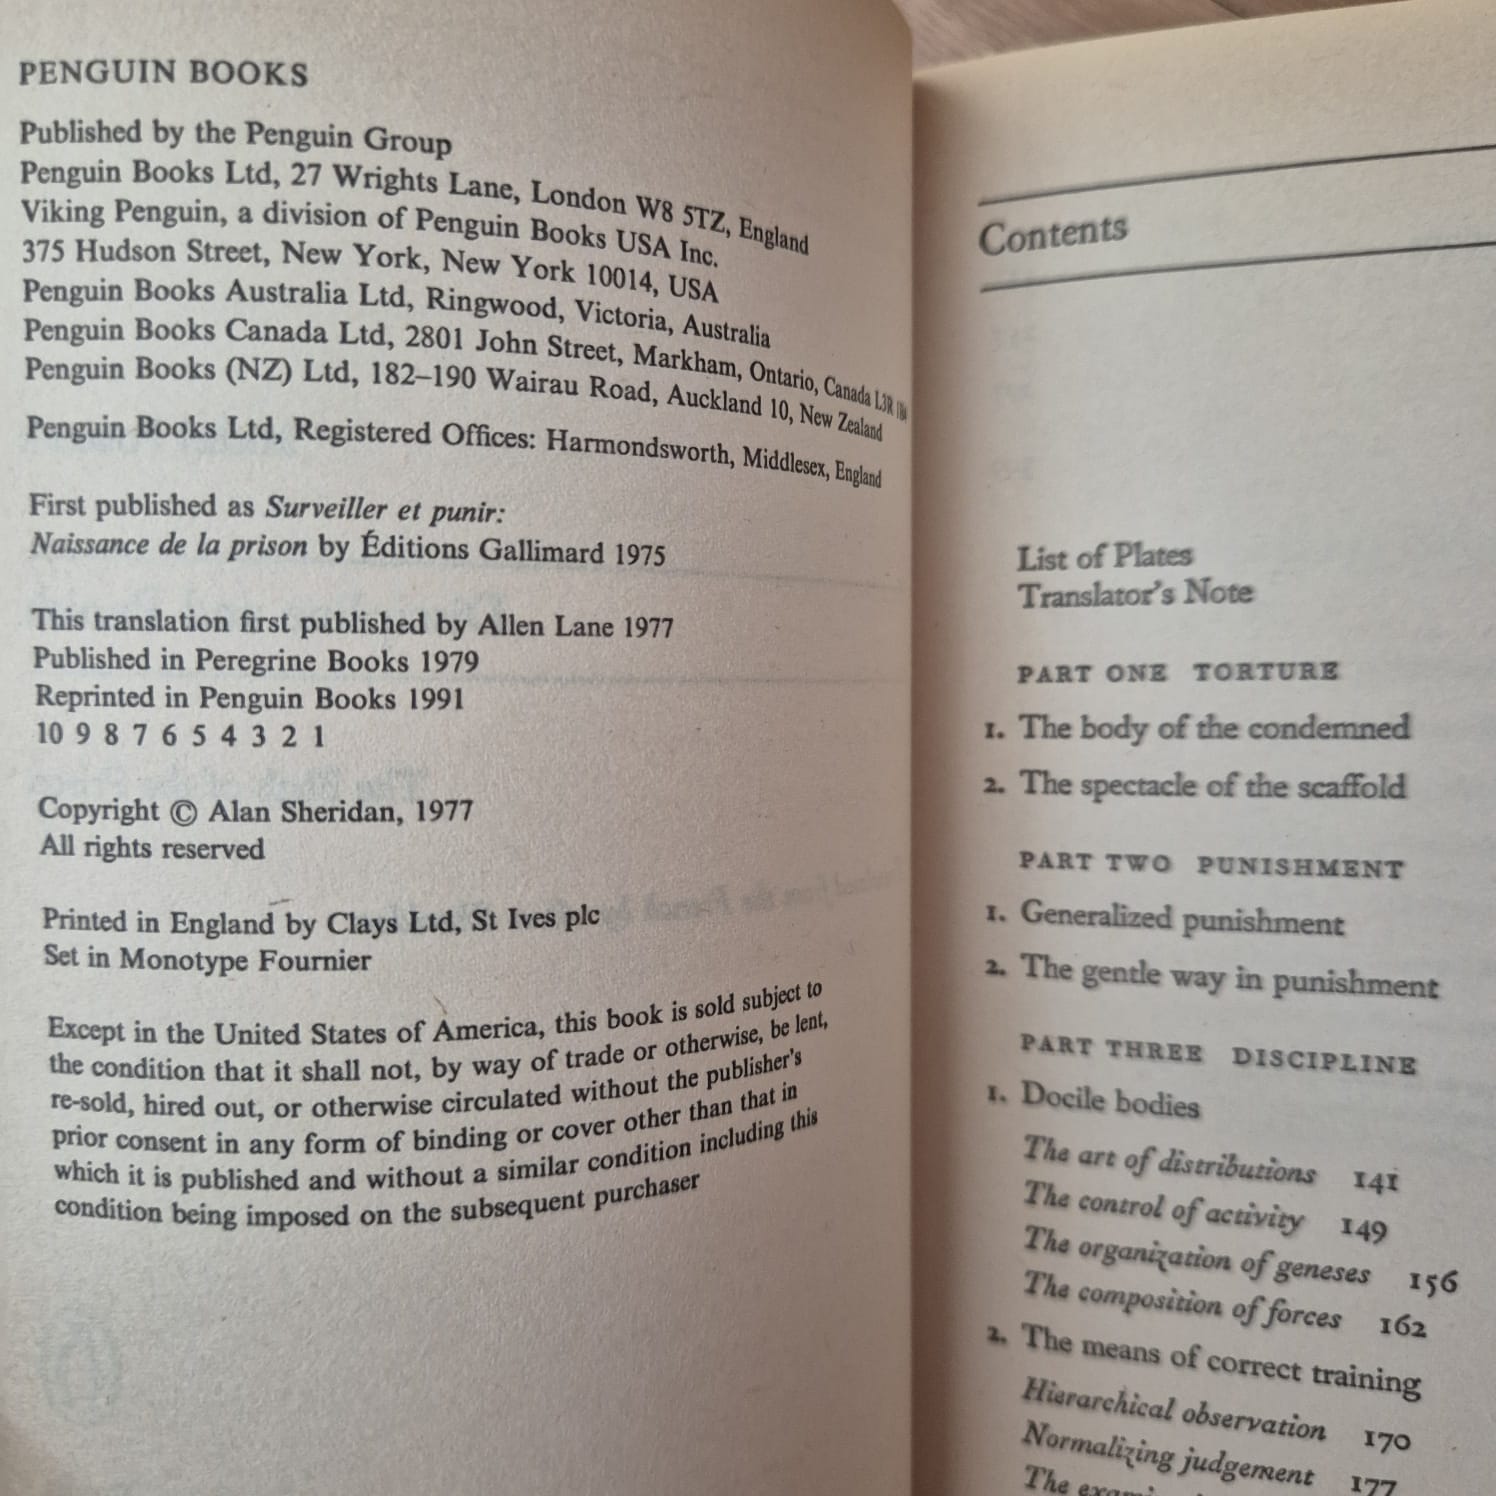 PENGUIN BOOKS
Published by the Penguin Group
Penguin Books Ltd, 27 Wrights Lane, London W8 5TZ, England
Viking Penguin, a division of Penguin Books USA Inc.
375 Hudson Street, New York, New York 10014, USA
Penguin Books Australia Ltd, Ringwood, Victoria, Australia
Penguin Books Canada Ltd, 2801 John Street, Markham, Ontario, Canada L3R
Penguin Books (NZ) Ltd, 182–190 Wairau Road, Auckland 10, New Zealand
Penguin Books Ltd, Registered Offices: Harmondsworth, Middlesex, England
First published as Surveiller et punir:
Naissance de la prison by Éditions Gallimard 1975
This translation first published by Allen Lane 1977
Published in Peregrine Books 1979
Reprinted in Penguin Books 1991
10 9 8 7 6 5 4 3 2 1
Copyright © Alan Sheridan, 1977
All rights reserved
Printed in England by Clays Ltd, St Ives plc
Set in Monotype Fournier
Except in the United States of America, this book is sold subject to
the condition that it shall not, by way of trade or otherwise, be lent,
re-sold, hired out, or otherwise circulated without the publisher's
prior consent in any form of binding or cover other than that in
which it is published and without a similar condition including this
condition being imposed on the subsequent purchaser
Contents
List of Plates
Translator's Note
PART ONE TORTURE
1. The body of the condemned
2. The spectacle of the scaffold
PART TWO PUNISHMENT
1. Generalized punishment
2. The gentle way in punishment
PART THREE DISCIPLINE
1. Docile bodies
The art of distributions 141
The control of activity 149
The organization of geneses 156
The composition of forces 162
2. The means of correct training
Hierarchical observation 170
Normalizing judgement 177
The